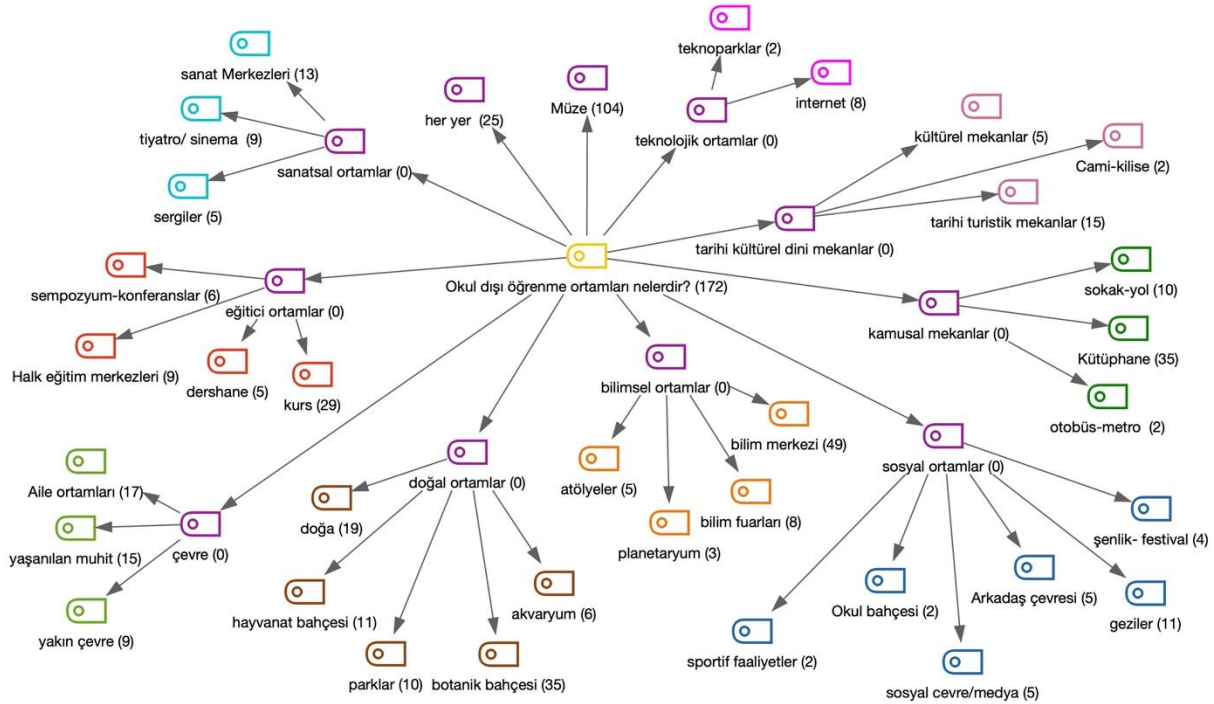 teknoparklar (2)
sanat Merkezleri (13)
internet (8)
her yer (25)
Müze (104)
tiyatro/ sinema (9)
teknolojik ortamlar (0)
kültürel mekanlar (5)
Cami-kilise (2)
sanatsal ortamlar (0)
sergiler (5)
tarihi turistik mekanlar (15)
tarihi kültürel dini mekanlar (0)
Okul dışı öğrenme ortamları nelerdir? (172)
sempozyum-konferanslar (6)
sokak-yol (10)
eğitici ortamlar (0)
kamusal mekanlar (0)
Kütüphane (35)
Halk eğitim merkezleri (9)
dershane (5)
kurs (29)
bilimsel ortamlar (0)
otobüs-metro (2)
bilim merkezi (49)
sosyal ortamlar (0)
doğal ortamlar (0)
Aile ortamları (17)
atölyeler (5)
doğa (19)
bilim fuarları (8)
şenlik- festival (4)
yaşanılan muhit (15)
çevre (0)
planetaryum (3)
Arkadaş çevresi (5)
Okul bahçesi (2)
akvaryum (6)
hayvanat bahçesi (11)
geziler (11)
yakın çevre (9)
sportif faaliyetler (2)
parklar (10)
botanik bahçesi (35)
sosyal cevre/medya (5)